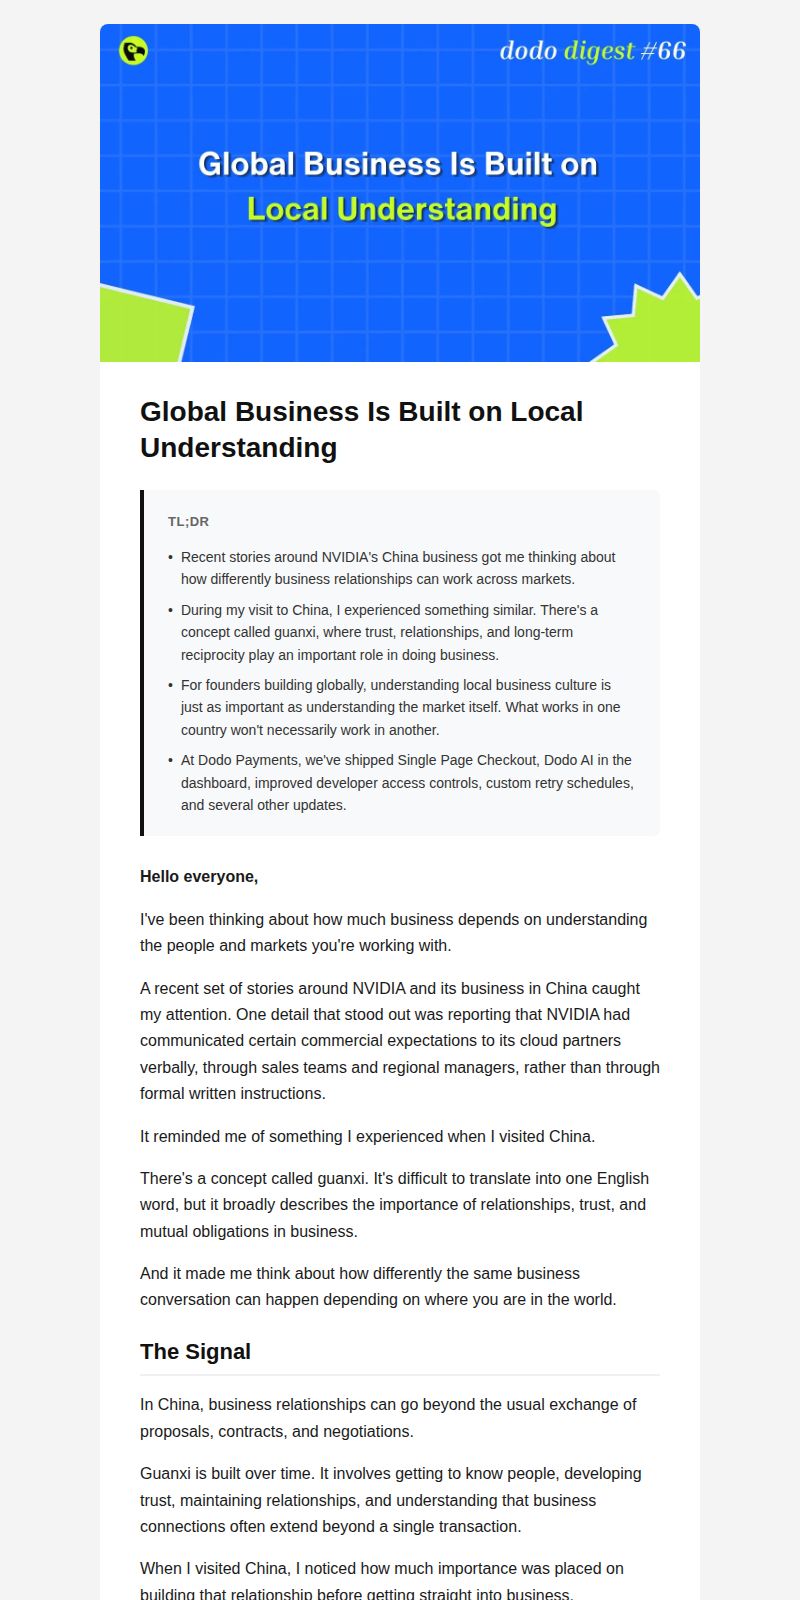 dodo digest #66
Global Business Is Built on
Local Understanding
Global Business Is Built on Local
Understanding
TL;DR
• Recent stories around NVIDIA's China business got me thinking about
how differently business relationships can work across markets.
• During my visit to China, I experienced something similar. There's a
concept called guanxi, where trust, relationships, and long-term
reciprocity play an important role in doing business.
• For founders building globally, understanding local business culture is
just as important as understanding the market itself. What works in one
country won't necessarily work in another.
• At Dodo Payments, we've shipped Single Page Checkout, Dodo AI in the
dashboard, improved developer access controls, custom retry schedules,
and several other updates.
Hello everyone,
I've been thinking about how much business depends on understanding
the people and markets you're working with.
A recent set of stories around NVIDIA and its business in China caught
my attention. One detail that stood out was reporting that NVIDIA had
communicated certain commercial expectations to its cloud partners
verbally, through sales teams and regional managers, rather than through
formal written instructions.
It reminded me of something I experienced when I visited China.
There's a concept called guanxi. It's difficult to translate into one English
word, but it broadly describes the importance of relationships, trust, and
mutual obligations in business.
And it made me think about how differently the same business
conversation can happen depending on where you are in the world.
The Signal
In China, business relationships can go beyond the usual exchange of
proposals, contracts, and negotiations.
Guanxi is built over time. It involves getting to know people, developing
trust, maintaining relationships, and understanding that business
connections often extend beyond a single transaction.
When I visited China, I noticed how much importance was placed on
building that relationship before getting straight into business.